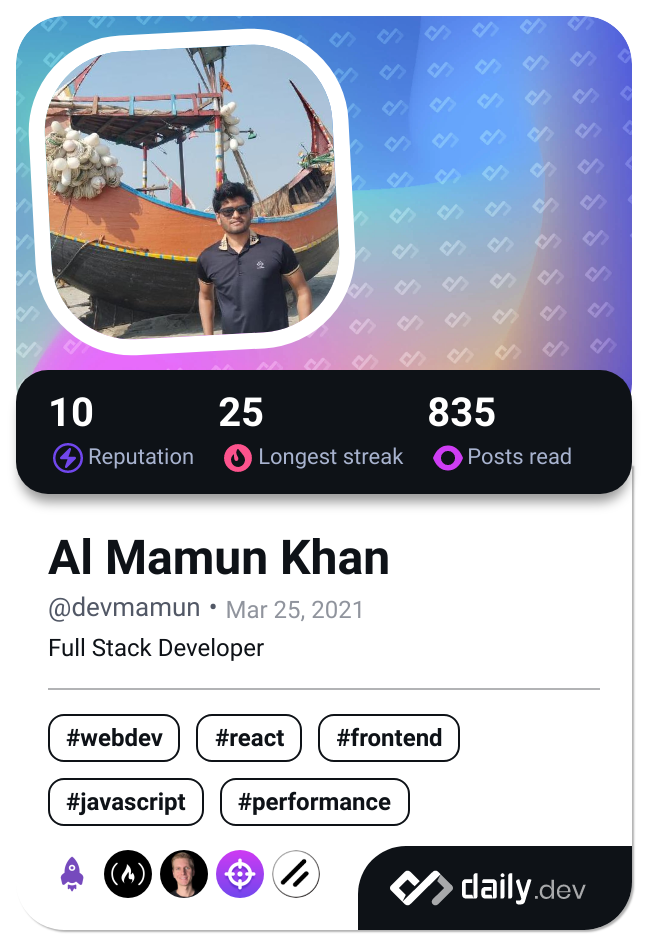 10 25 835
Reputation Longest streak Posts read
Al Mamun Khan
@devmamun • Mar 25, 2021
Full Stack Developer
#webdev #react #frontend
#javascript #performance
daily.dev